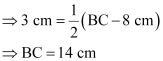 ⇒ 3 cm = 1/2 (BC − 8 cm)
⇒ BC = 14 cm